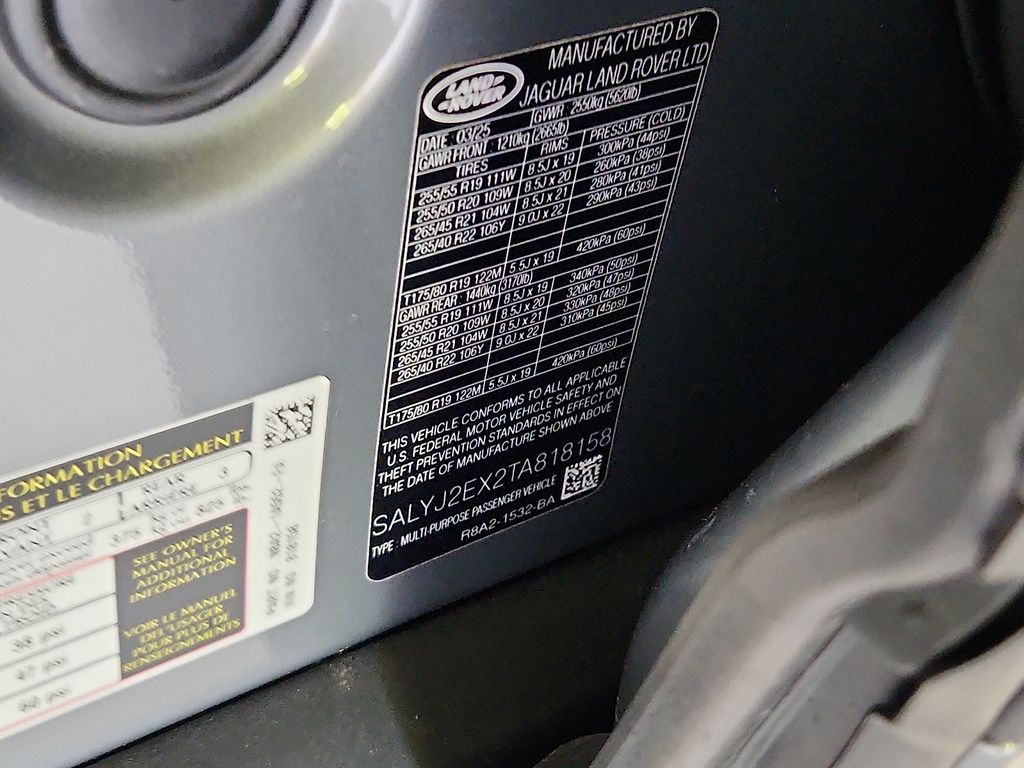 LAND-
-ROVER
MANUFACTURED BY
JAGUAR LAND ROVER LTD
DATE 03/25 GVWR 2550kg (5620lb)
GAWR FRONT: 1210kg (2665lb)
TIRES RIMS PRESSURE (COLD)
255/55 R19 111W 8.5J x 19 300kPa (44psi)
255/50 R20 109W 8.5J x 20 260kPa (38psi)
265/45 R21 104W 8.5J x 21 280kPa (41psi)
265/40 R22 106Y 9.0J x 22 290kPa (43psi)
T175/80 R19 122M 5.5J x 19 420kPa (60psi)
GAWR REAR: 1440kg (3170lb)
255/55 R19 111W 8.5J x 19 340kPa (50psi)
255/50 R20 109W 8.5J x 20 320kPa (47psi)
265/45 R21 104W 8.5J x 21 330kPa (48psi)
265/40 R22 106Y 9.0J x 22 310kPa (45psi)
T175/80 R19 122M 5.5J x 19 420kPa (60psi)
THIS VEHICLE CONFORMS TO ALL APPLICABLE
U.S. FEDERAL MOTOR VEHICLE SAFETY AND
THEFT PREVENTION STANDARDS IN EFFECT ON
THE DATE OF MANUFACTURE SHOWN ABOVE
SALYJ2EX2TA818158
TYPE : MULTI-PURPOSE PASSENGER VEHICLE
R8A2-1532-BA
FORMATION
S ET LE CHARGEMENT
2 REAR 3
ARRIÈRE
SEE OWNER'S
MANUAL FOR
ADDITIONAL
INFORMATION
VOIR LE MANUEL
DE L'USAGER
POUR PLUS DE
RENSEIGNEMENTS
38 psi
47 psi
60 psi